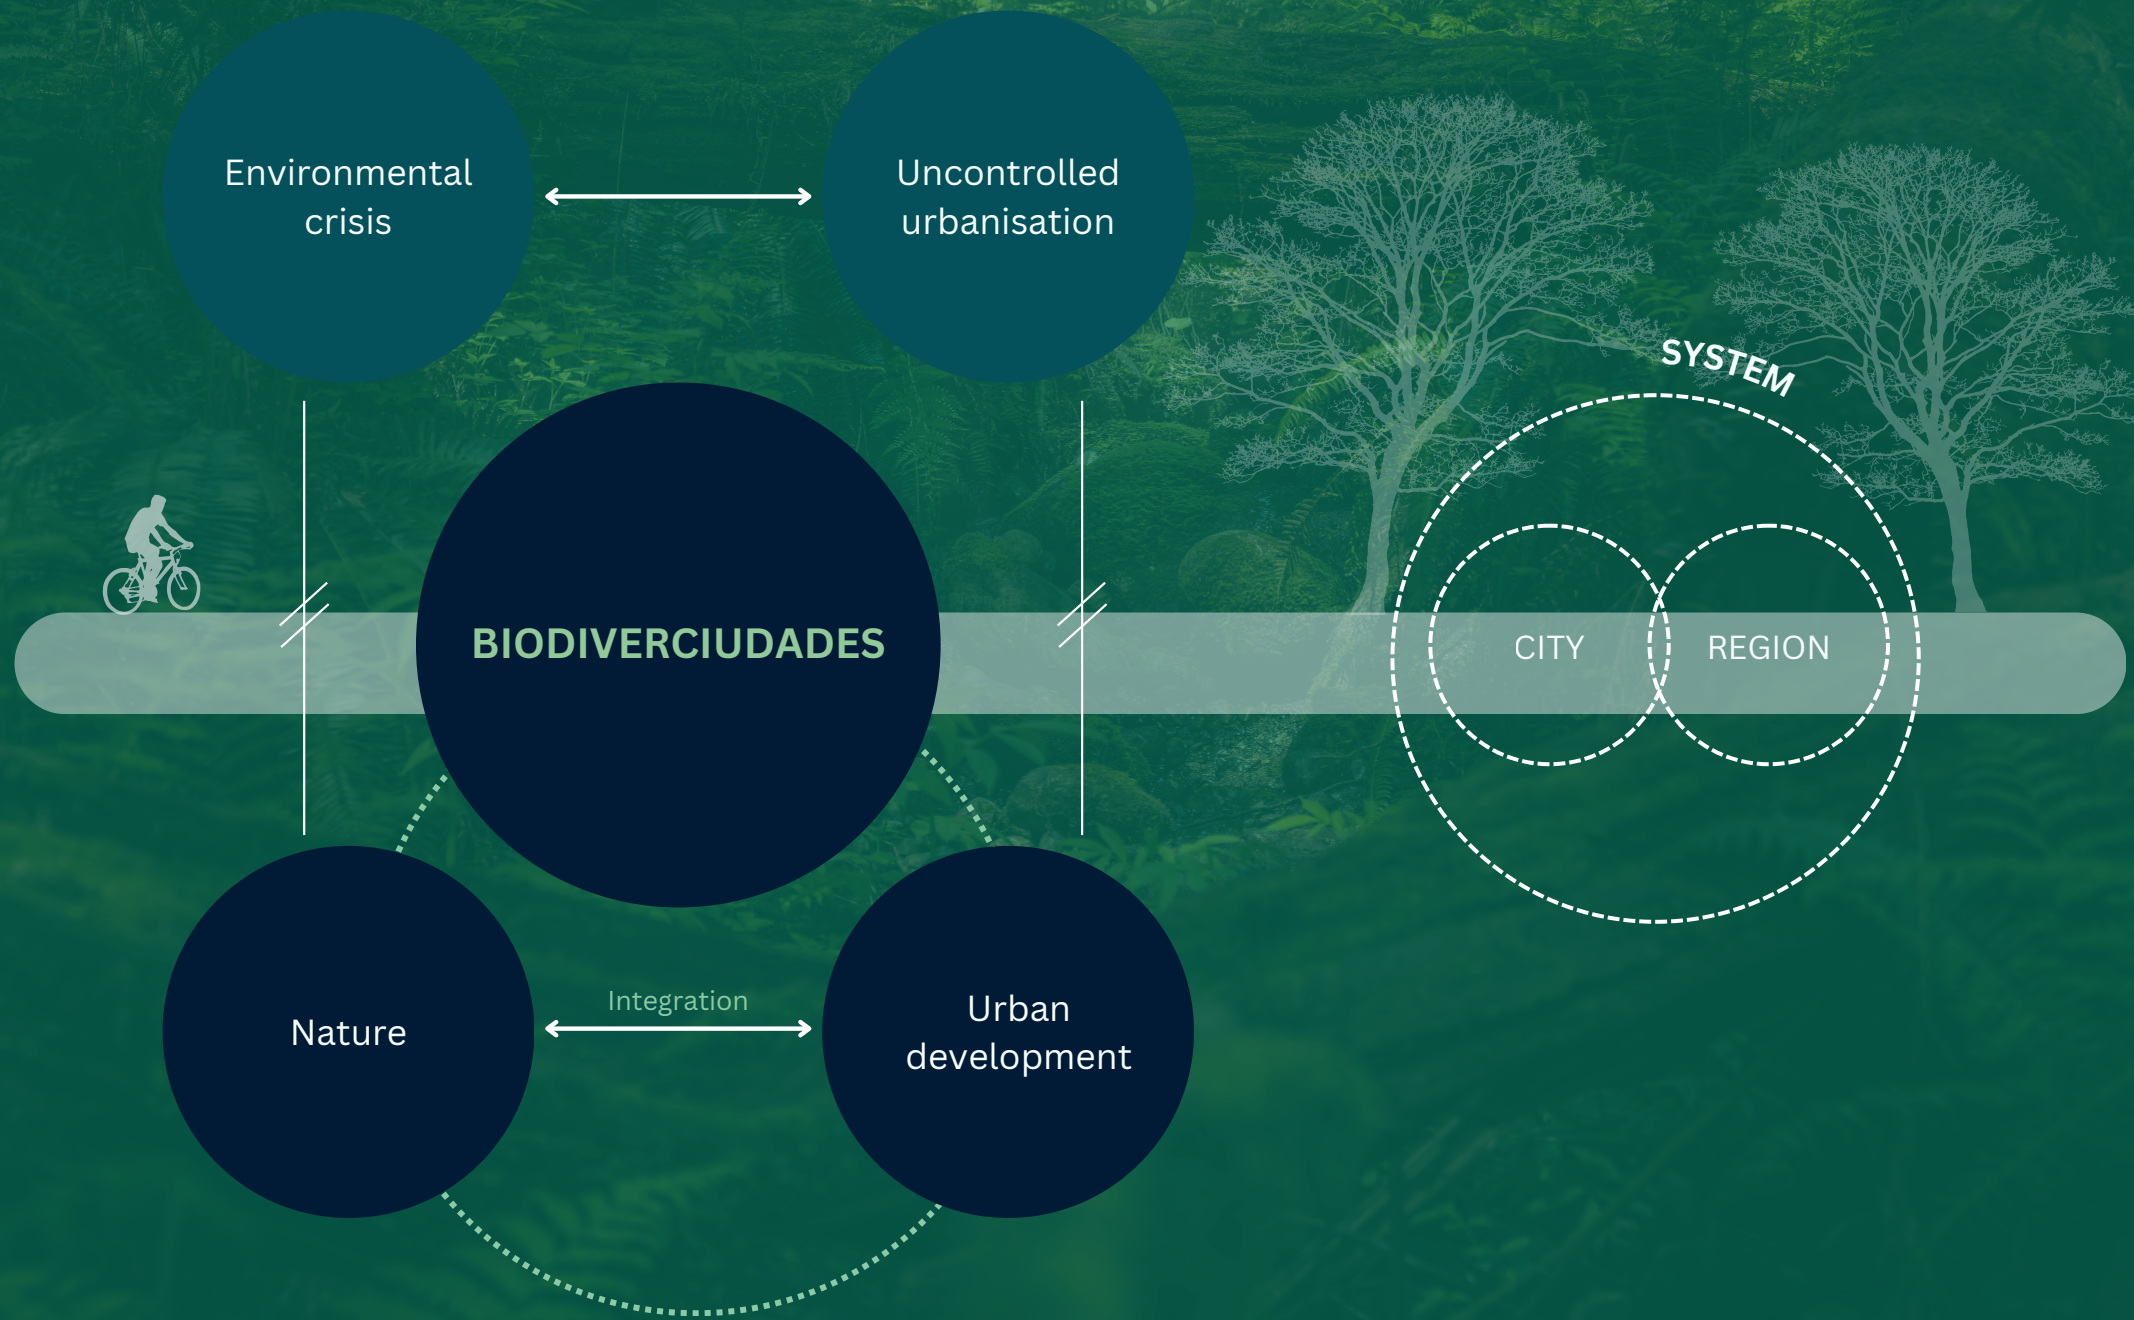 Environmental
crisis
Uncontrolled
urbanisation
SYSTEM
BIODIVERCIUDADES
CITY
REGION
Nature
Integration
Urban
development